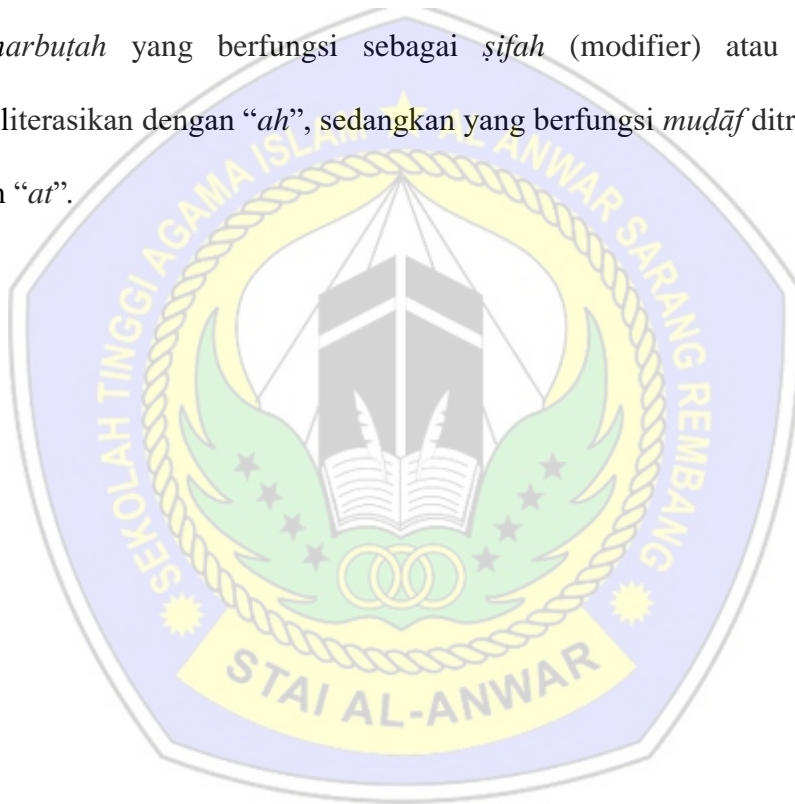 narbuṭah yang berfungsi sebagai ṣifah (modifier) atau
literasikan dengan “ah”, sedangkan yang berfungsi muḍāf ditr
“at”.
SEKOLAH TINGGI AGAMA ISLAM ★ AL ANWAR SARANG REMBANG
STAI AL-ANWAR